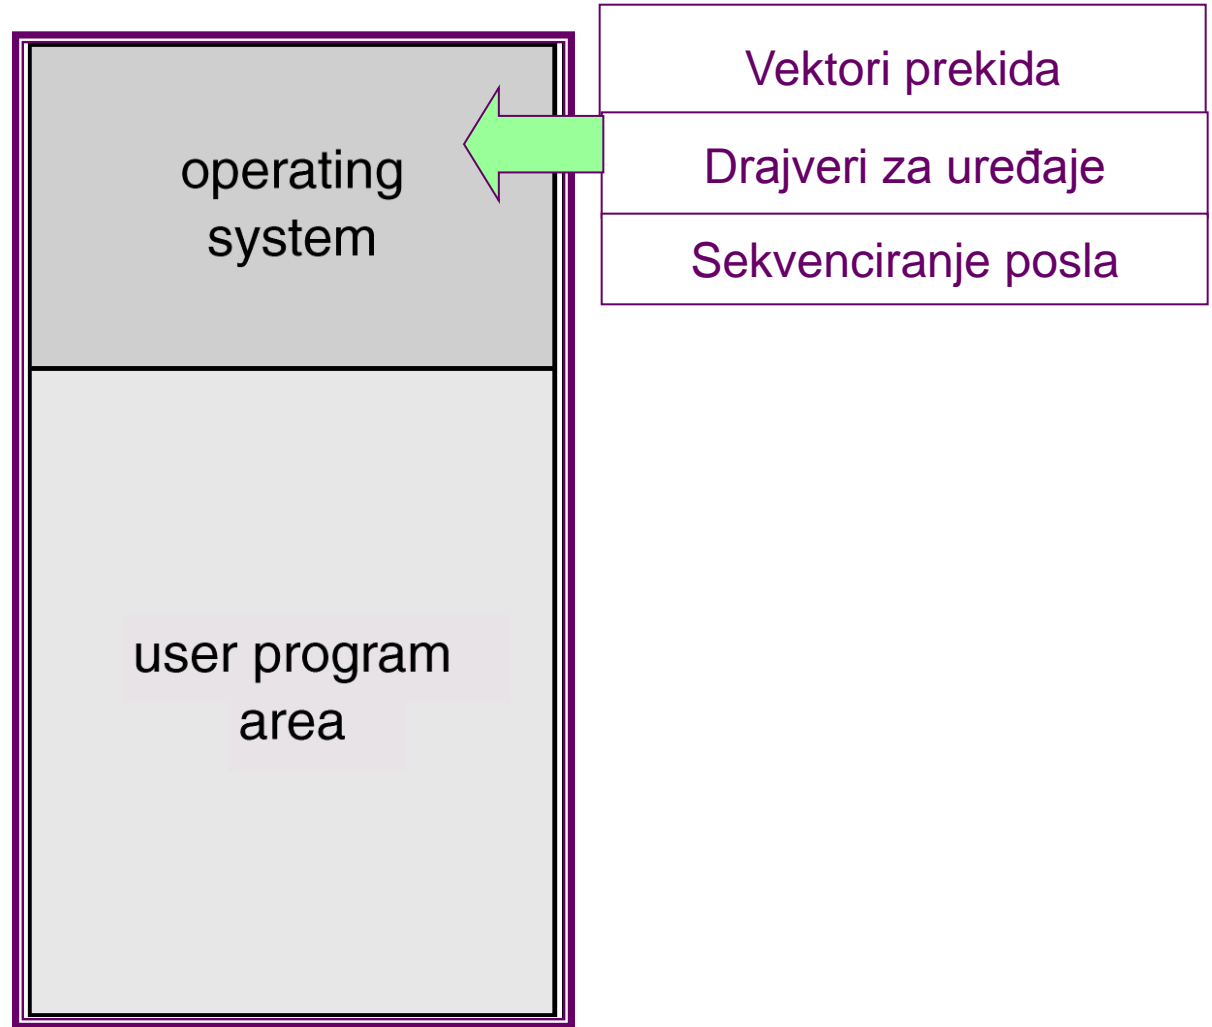 operating
system
user program
area
Vektori prekida
Drajveri za uređaje
Sekvenciranje posla